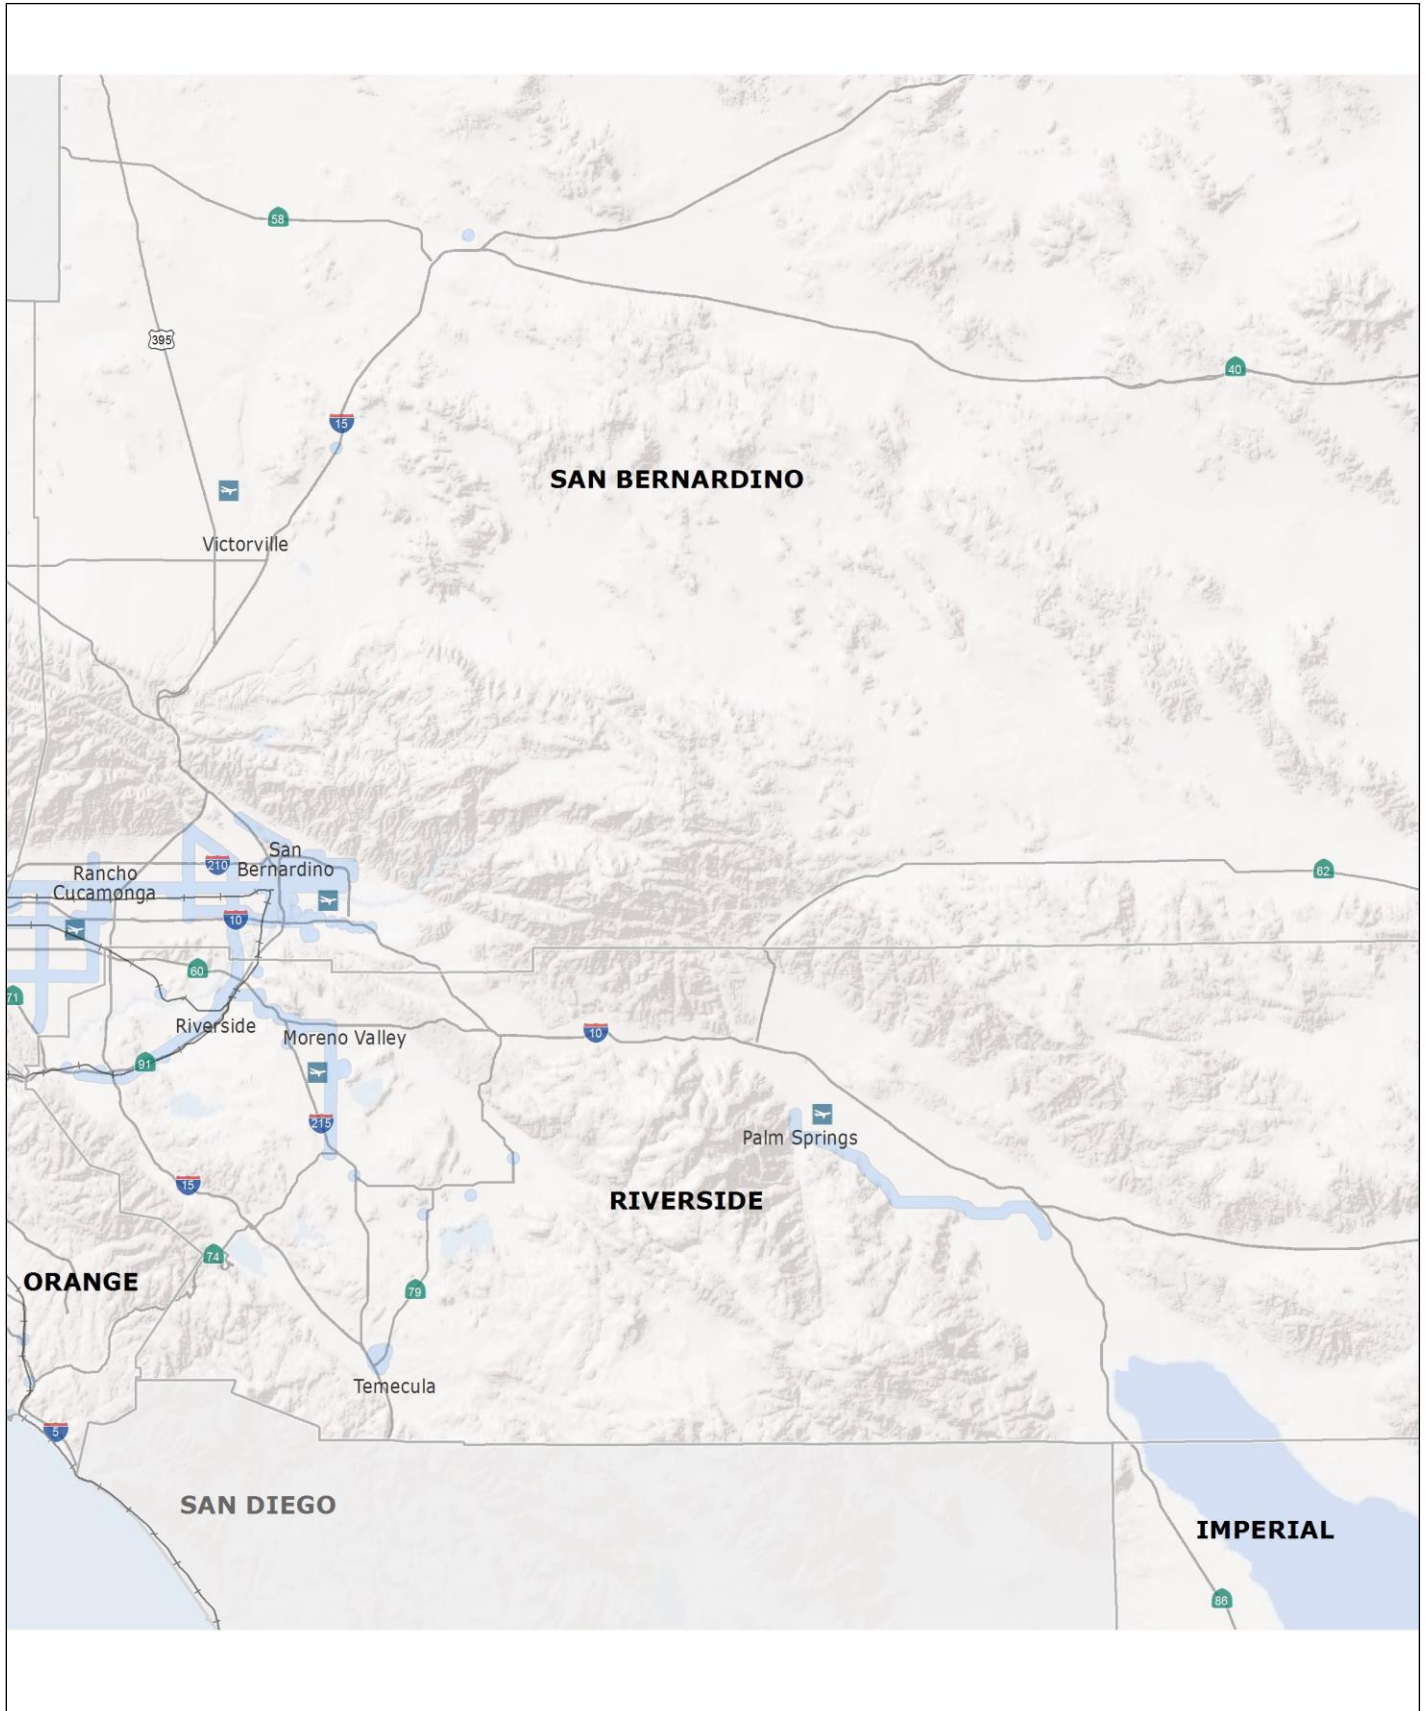 58
395
40
15
SAN BERNARDINO
Victorville
San
Bernardino
210
Rancho
Cucamonga
62
10
60
71
Riverside
Moreno Valley
10
91
215
Palm Springs
15
RIVERSIDE
74
ORANGE
79
Temecula
5
SAN DIEGO
IMPERIAL
86